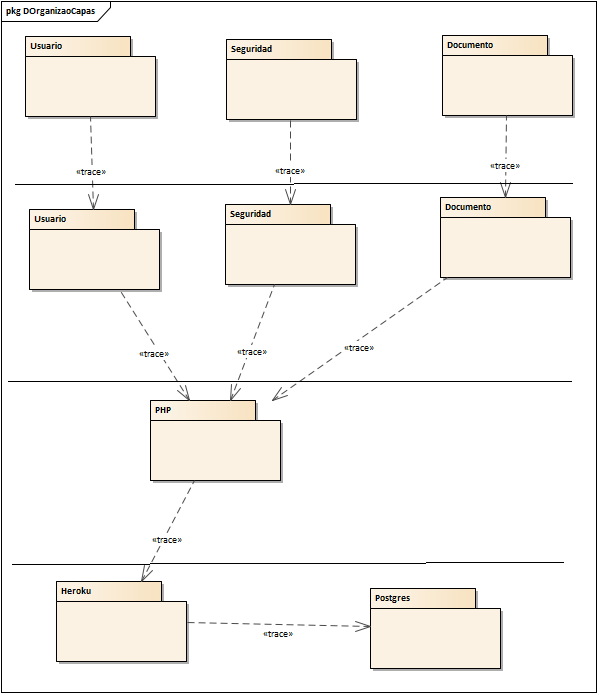 pkg DOrganizaoCapas
Usuario
Seguridad
Documento
«trace»
«trace»
«trace»
Usuario
Seguridad
Documento
«trace»
«trace»
«trace»
PHP
«trace»
Heroku
Postgres
«trace»